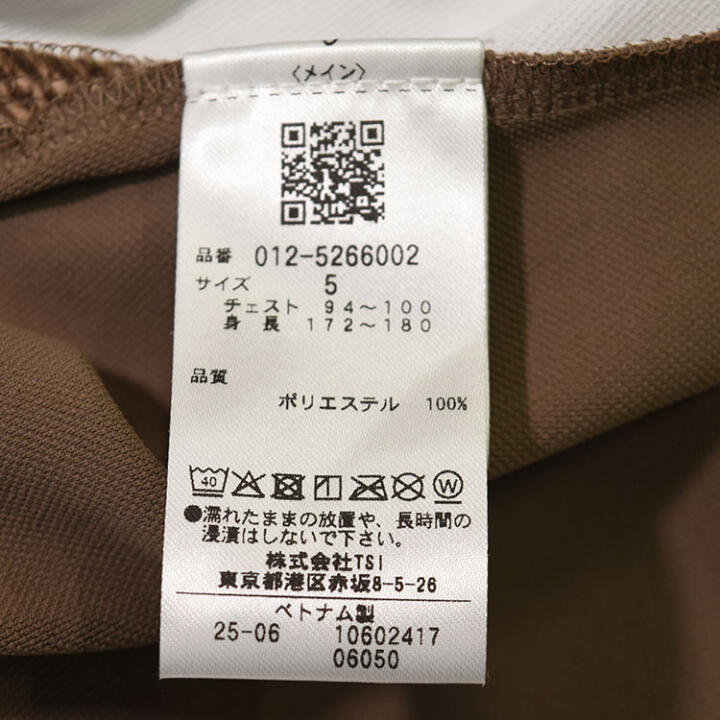 〈メイン〉
品番 012-5266002
サイズ 5
チェスト 94～100
身長 172～180
品質
ポリエステル 100%
40 W
●濡れたままの放置や、長時間の
浸漬はしないで下さい。
株式会社TSI
東京都港区赤坂8-5-26
ベトナム製
25-06 10602417
06050